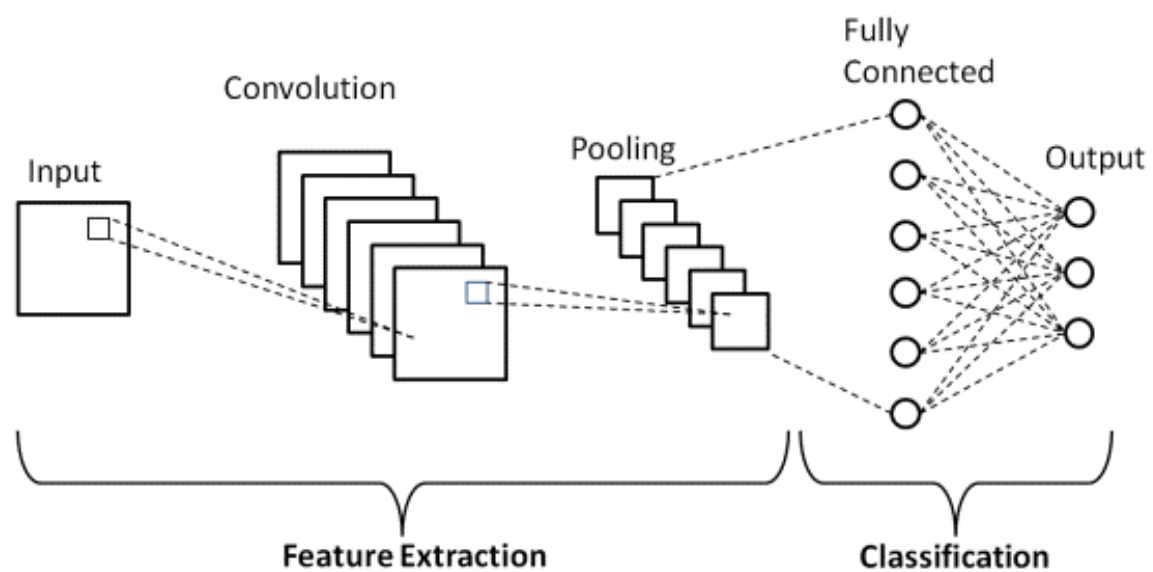 Input
Convolution
Pooling
Fully
Connected
Output
Feature Extraction
Classification